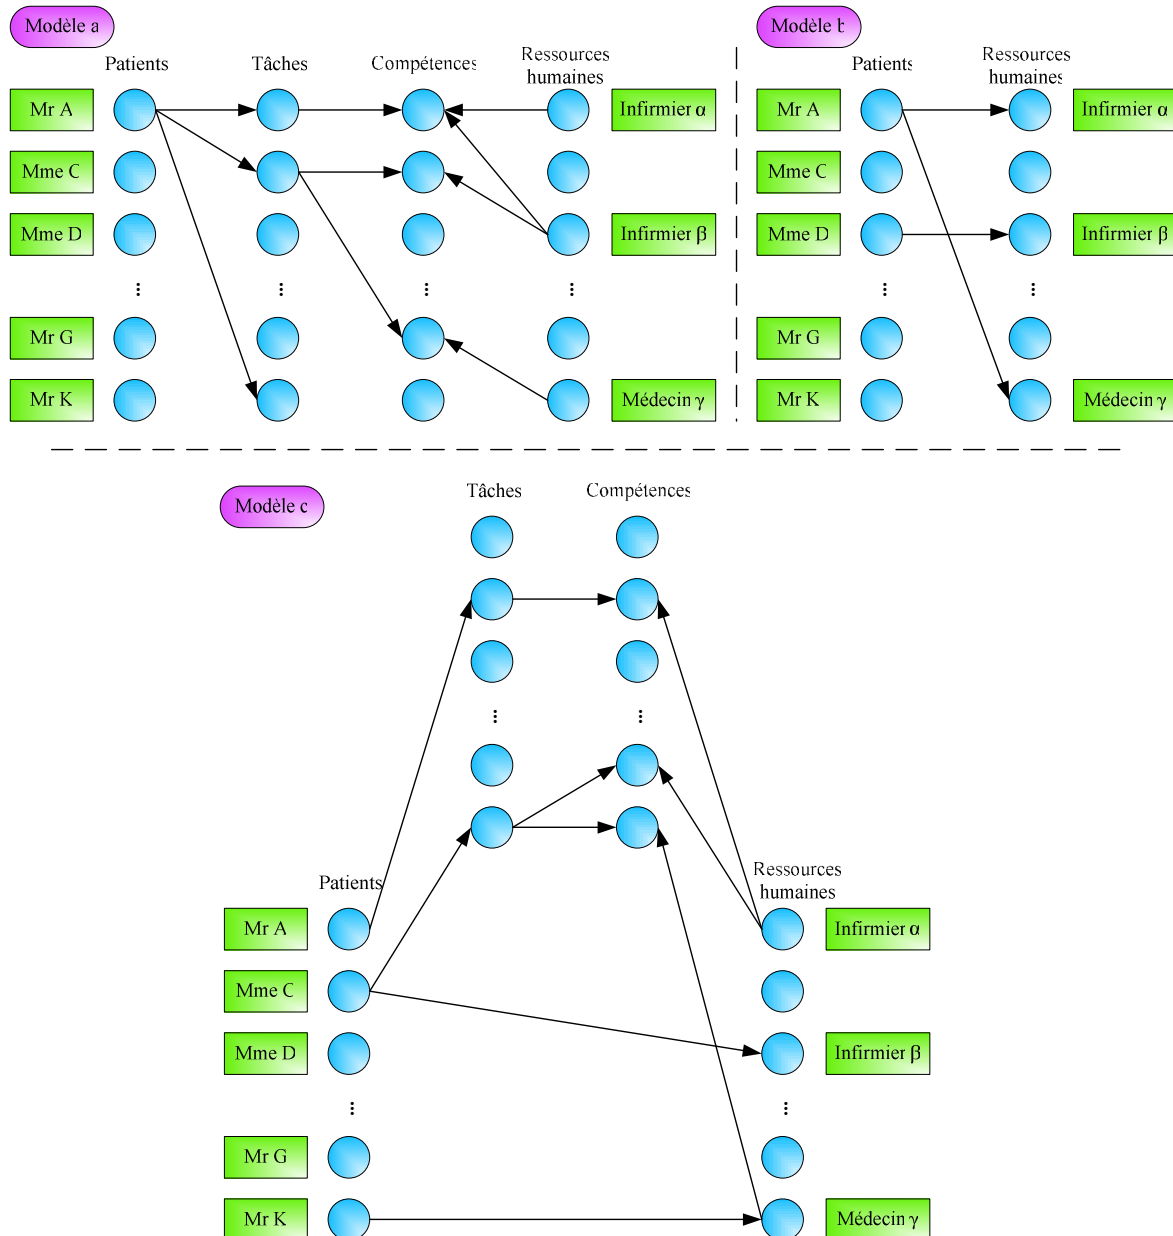 Modèle a
Patients
Tâches
Compétences
Ressources
humaines
Mr A
Infirmier α
Mme C
Mme D
Infirmier β
...
...
...
...
Mr G
Mr K
Médecin γ
Modèle b
Patients
Ressources
humaines
Mr A
Infirmier α
Mme C
Mme D
Infirmier β
...
...
Mr G
Mr K
Médecin γ
Modèle c
Tâches
Compétences
...
...
Patients
Ressources
humaines
Mr A
Infirmier α
Mme C
Mme D
Infirmier β
...
...
Mr G
Mr K
Médecin γ